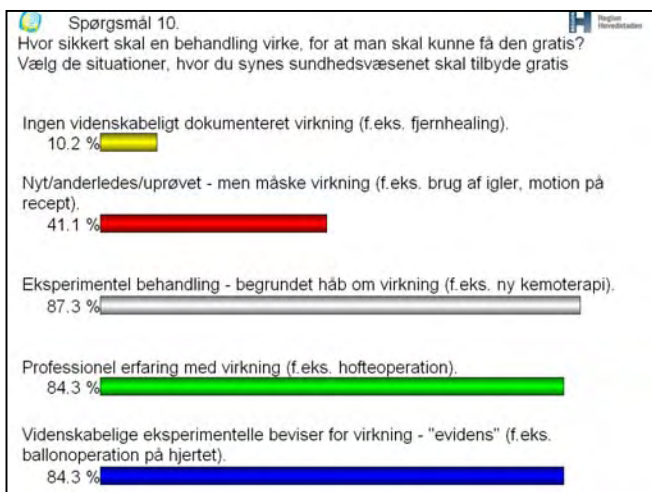 Spørgsmål 10.
Region
Hovedstaden
Hvor sikkert skal en behandling virke, for at man skal kunne få den gratis?
Vælg de situationer, hvor du synes sundhedsvæsenet skal tilbyde gratis
Ingen videnskabeligt dokumenteret virkning (f.eks. fjernhealing).
10.2 %
Nyt/anderledes/uprøvet - men måske virkning (f.eks. brug af igler, motion på
recept).
41.1 %
Eksperimentel behandling - begrundet håb om virkning (f.eks. ny kemoterapi).
87.3 %
Professionel erfaring med virkning (f.eks. hofteoperation).
84.3 %
Videnskabelige eksperimentelle beviser for virkning - "evidens" (f.eks.
ballonoperation på hjertet).
84.3 %